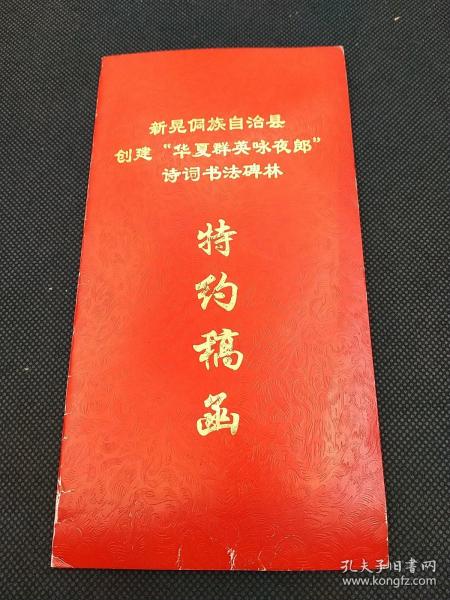 新晃侗族自治县
创建“华夏群英咏夜郎”
诗词书法碑林
特约稿函
孔夫子旧书网
www.kongfz.com